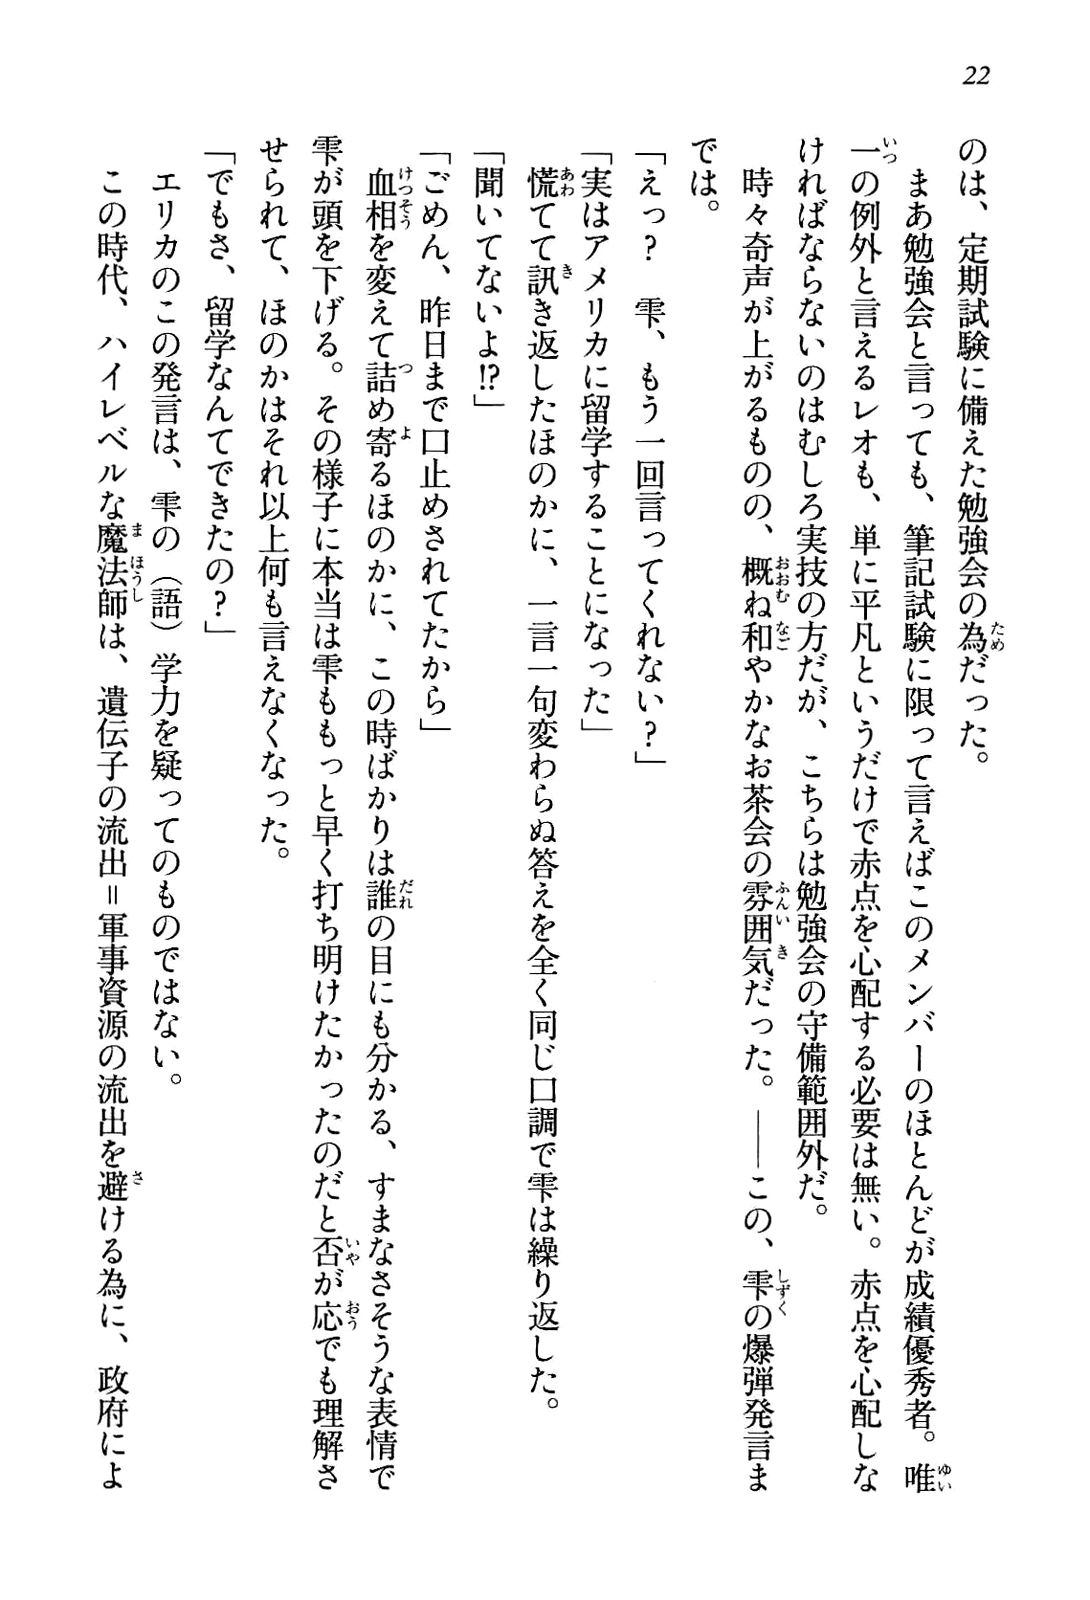 22
のは、定期試験に備えた勉強会の為だった。
まあ勉強会と言っても、筆記試験に限って言えばこのメンバーのほとんどが成績優秀者。唯
一の例外と言えるレオも、単に平凡というだけで赤点を心配する必要は無い。赤点を心配しな
ければならないのはむしろ実技の方だが、こちらは勉強会の守備範囲外だ。
時々奇声が上がるものの、概ね和やかなお茶会の雰囲気だった。――この、雫の爆弾発言ま
では。
「えっ？　雫、もう一回言ってくれない？」
「実はアメリカに留学することになった」
慌てて訊き返したほのかに、一言一句変わらぬ答えを全く同じ口調で雫は繰り返した。
「聞いてないよ!?」
「ごめん、昨日まで口止めされてたから」
血相を変えて詰め寄るほのかに、この時ばかりは誰の目にも分かる、すまなさそうな表情で
雫が頭を下げる。その様子に本当は雫ももっと早く打ち明けたかったのだと否が応でも理解さ
せられて、ほのかはそれ以上何も言えなくなった。
「でもさ、留学なんてできたの？」
エリカのこの発言は、雫の（語）学力を疑ってのものではない。
この時代、ハイレベルな魔法師は、遺伝子の流出＝軍事資源の流出を避ける為に、政府によ